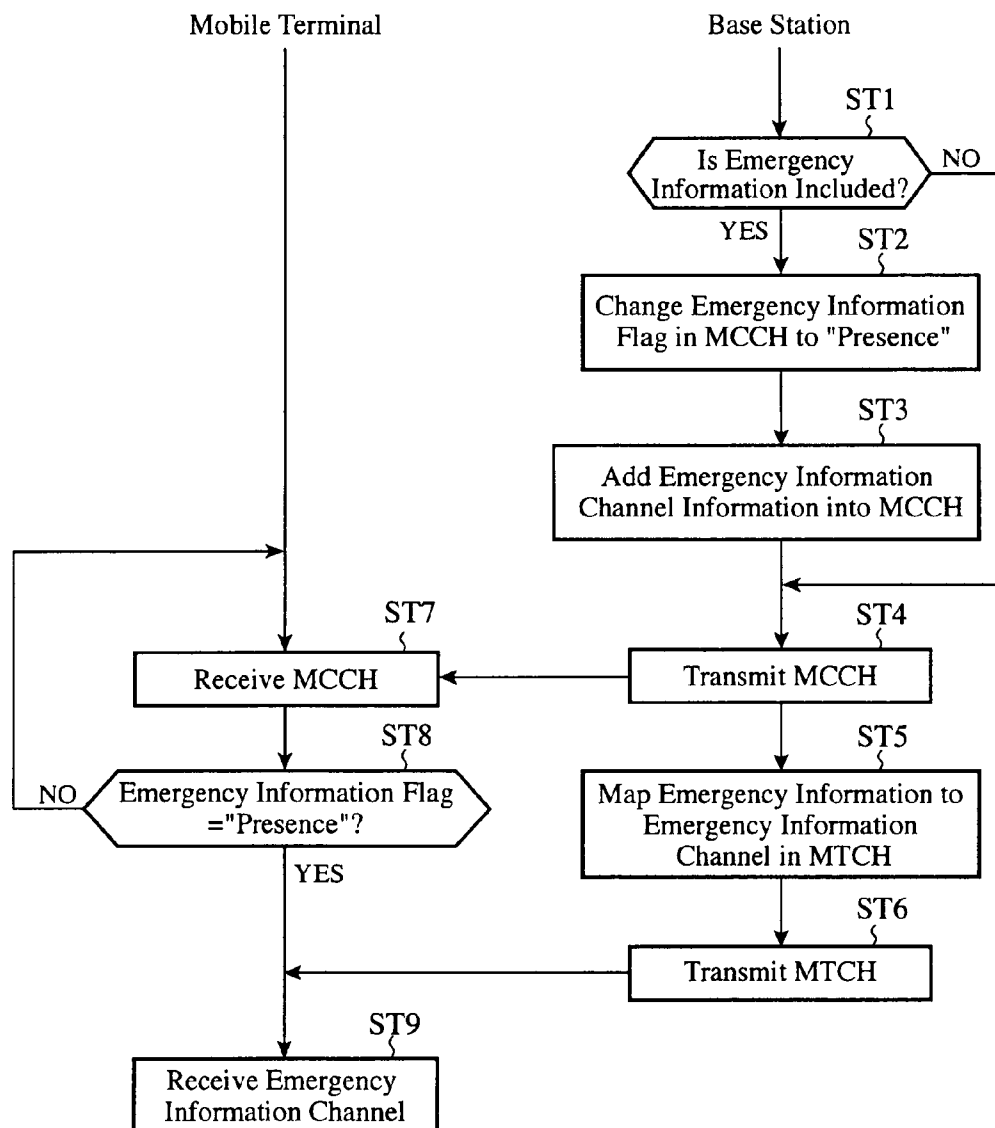 Mobile Terminal
Base Station
ST1
Is Emergency
Information Included?
NO
YES
ST2
Change Emergency Information
Flag in MCCH to "Presence"
ST3
Add Emergency Information
Channel Information into MCCH
ST7
Receive MCCH
ST4
Transmit MCCH
ST8
NO
Emergency Information Flag
="Presence"?
YES
ST5
Map Emergency Information to
Emergency Information
Channel in MTCH
ST6
Transmit MTCH
ST9
Receive Emergency
Information Channel